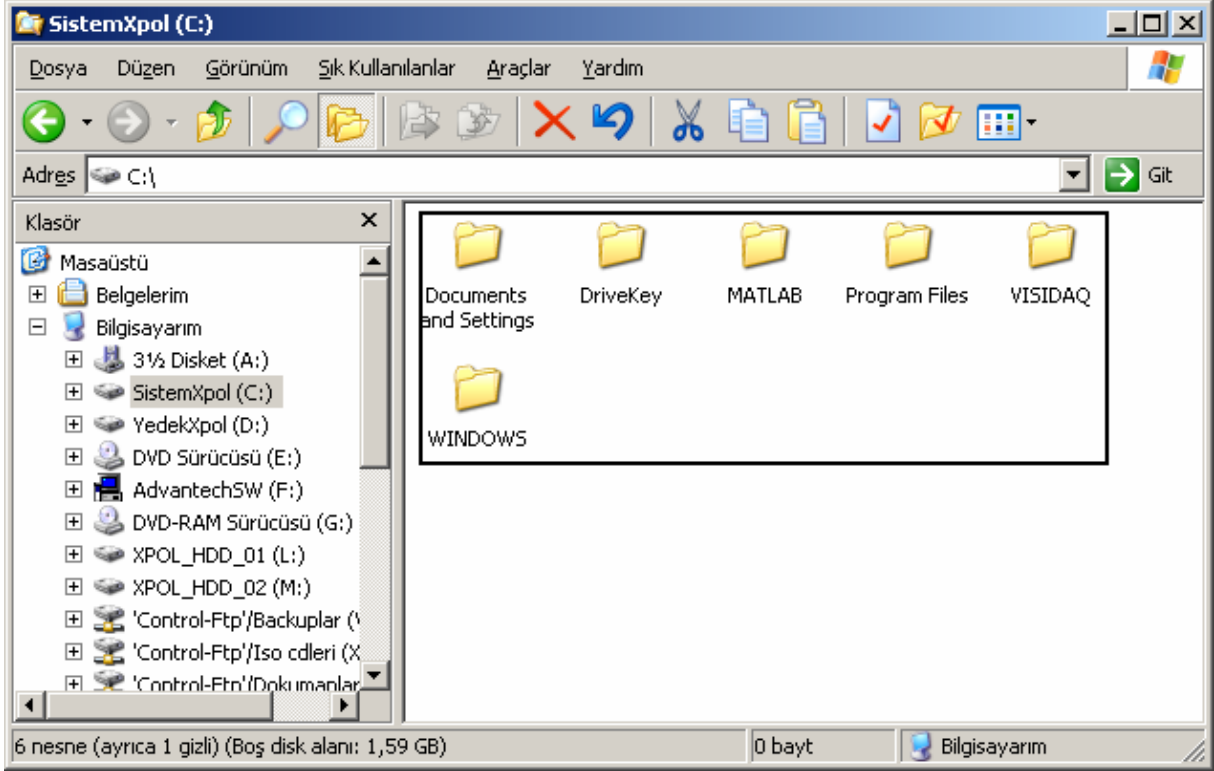 SistemXpol (C:)
Dosya Düzen Görünüm Sık Kullanılanlar Araçlar Yardım
Adres C:\ Git
Klasör
Masaüstü
Belgelerim
Bilgisayarım
3½ Disket (A:)
SistemXpol (C:)
YedekXpol (D:)
DVD Sürücüsü (E:)
AdvantechSW (F:)
DVD-RAM Sürücüsü (G:)
XPOL_HDD_01 (L:)
XPOL_HDD_02 (M:)
'Control-Ftp'/Backuplar (
'Control-Ftp'/Iso cdleri (X
'Control-Ftp'/Dokumanlar
Documents
and Settings
DriveKey
MATLAB
Program Files
VISIDAQ
WINDOWS
6 nesne (ayrıca 1 gizli) (Boş disk alanı: 1,59 GB) 0 bayt Bilgisayarım